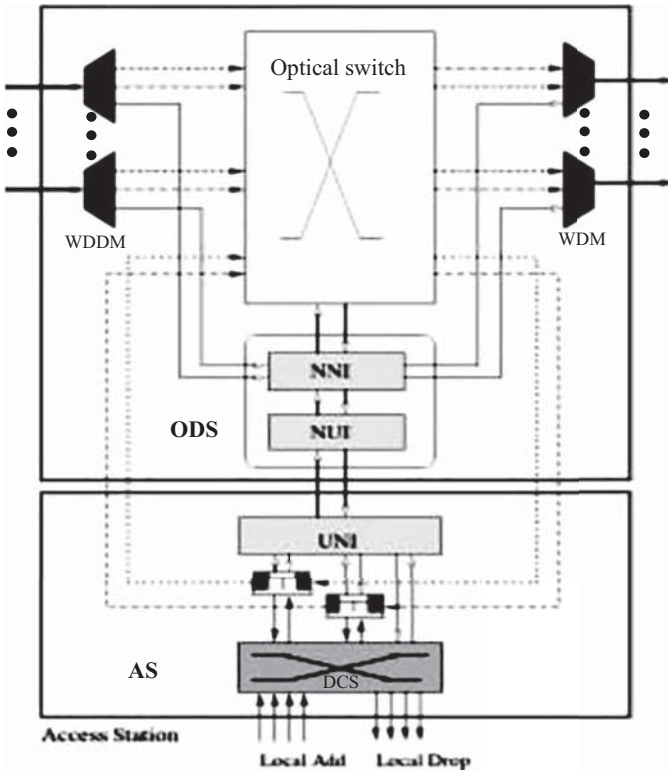 Optical switch
WDDM
WDM
NNI
ODS
NUI
UNI
AS
DCS
Access Station
Local Add
Local Drop